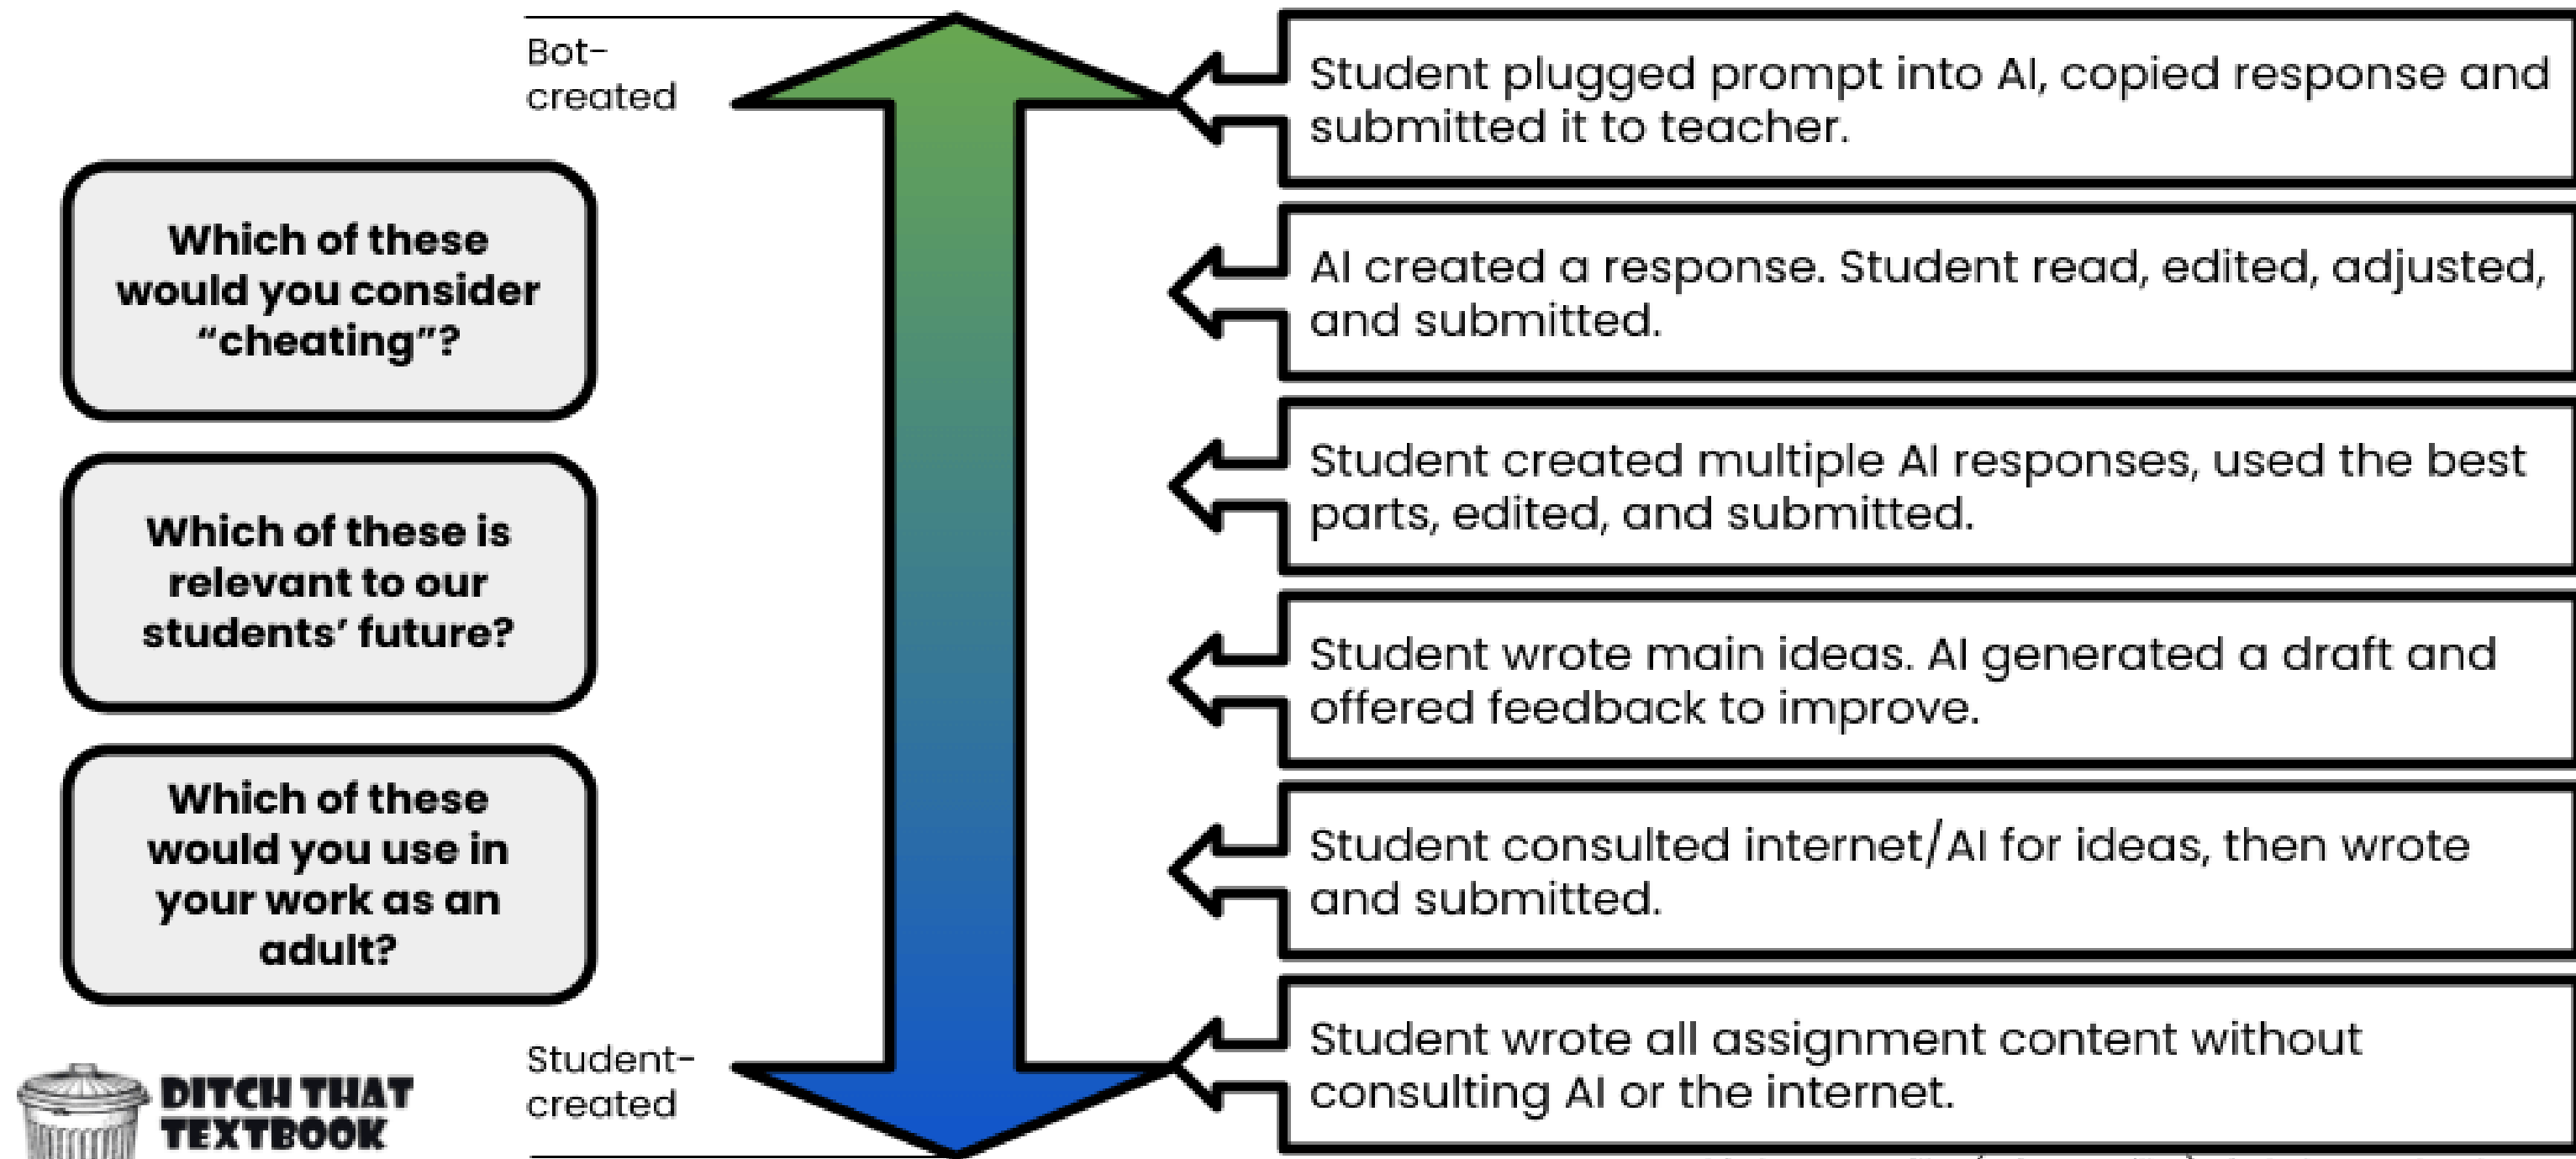 Bot-
created
Which of these
would you consider
“cheating”?
Which of these is
relevant to our
students’ future?
Which of these
would you use in
your work as an
adult?
Student-
created
DITCH THAT
TEXTBOOK
Student plugged prompt into AI, copied response and
submitted it to teacher.
AI created a response. Student read, edited, adjusted,
and submitted.
Student created multiple AI responses, used the best
parts, edited, and submitted.
Student wrote main ideas. AI generated a draft and
offered feedback to improve.
Student consulted internet/AI for ideas, then wrote
and submitted.
Student wrote all assignment content without
consulting AI or the internet.